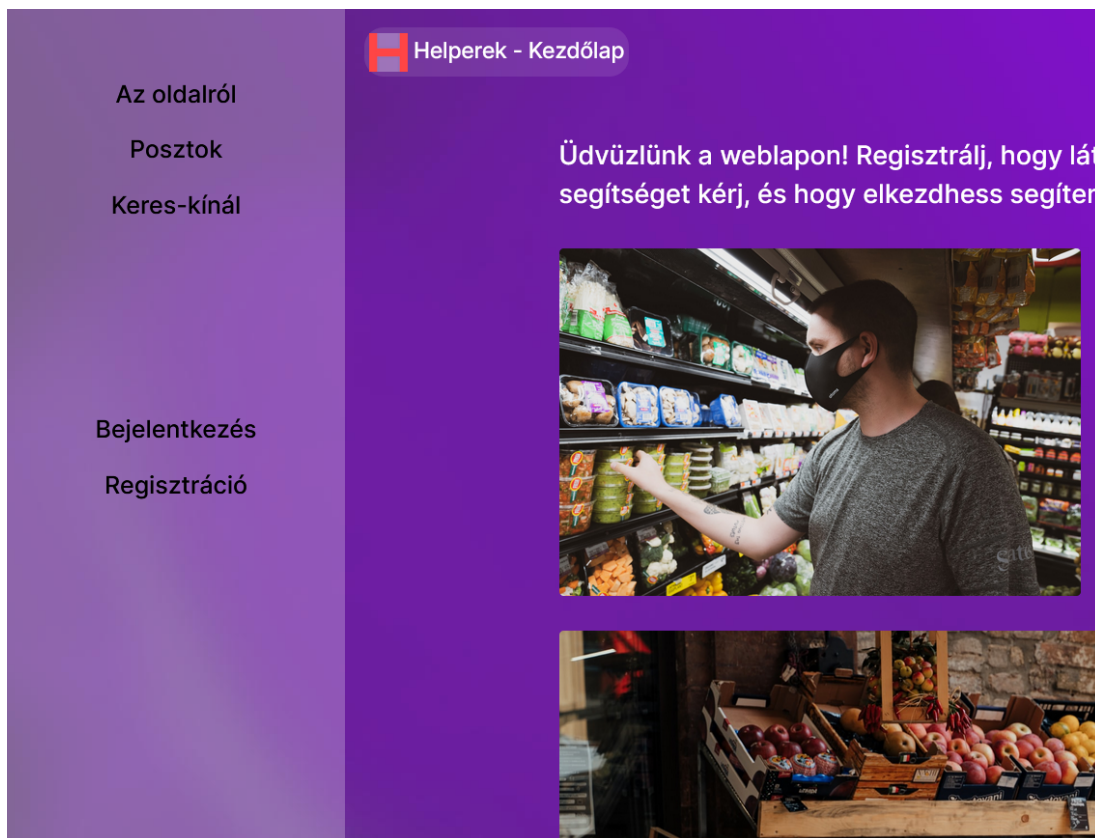 Helperek - Kezdőlap
Az oldalról
Posztok
Keres-kínál
Bejelentkezés
Regisztráció
Üdvüzlünk a weblapon! Regisztrálj, hogy lát
segítséget kérj, és hogy elkezdhess segíten